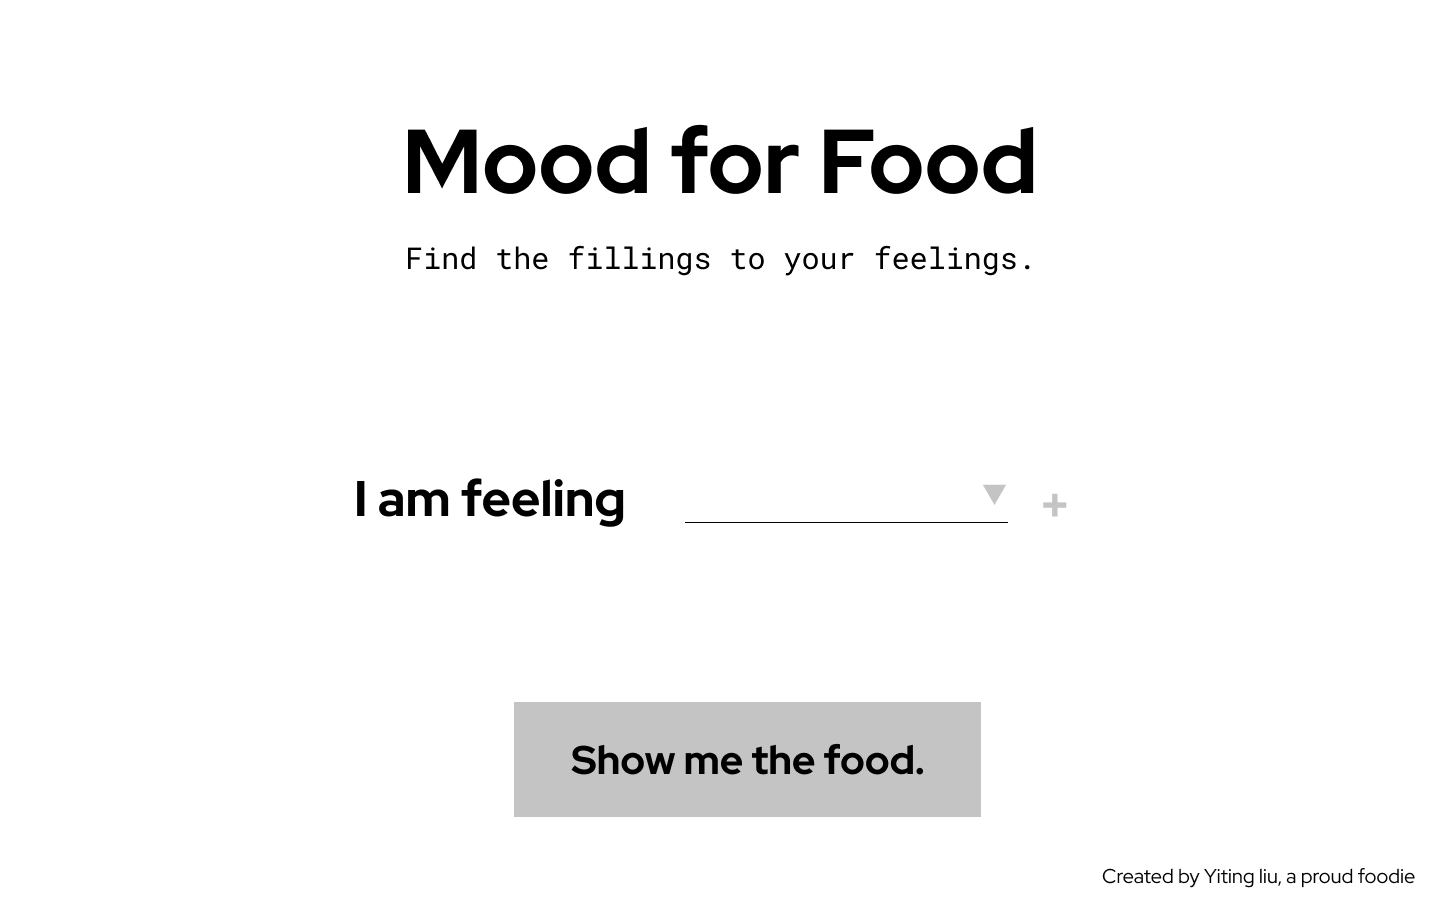 Mood for Food
Find the fillings to your feelings.
I am feeling
+
Show me the food.
Created by Yiting liu, a proud foodie